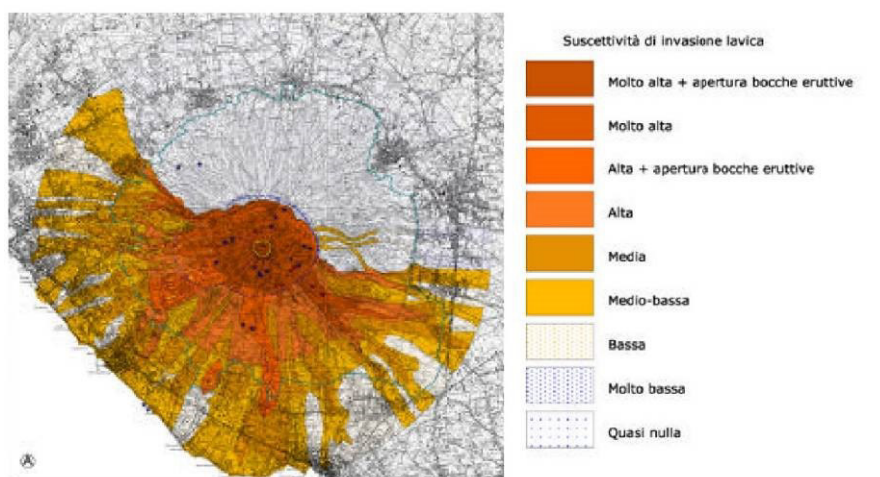 Suscettività di invasione lavica
Molto alta + apertura bocche eruttive
Molto alta
Alta + apertura bocche eruttive
Alta
Media
Medio-bassa
Bassa
Molto bassa
Quasi nulla